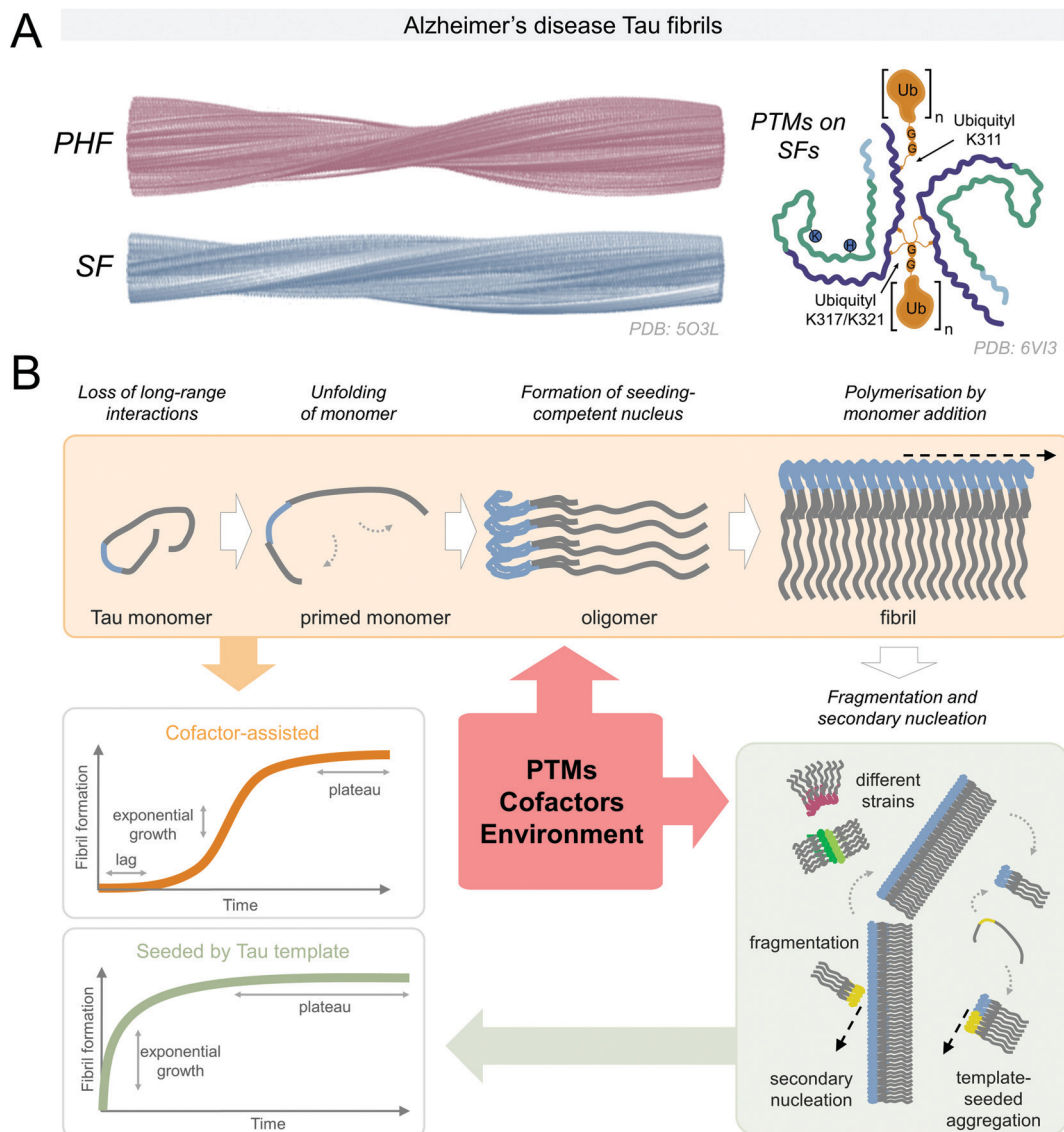 A
Alzheimer's disease Tau fibrils
PHF
SF
PDB: 5O3L
PTMs on
SFs
Ub
n
G
G
Ubiquityl
K311
K
H
G
G
Ubiquityl
K317/K321
Ub
n
PDB: 6VI3
B
Loss of long-range
interactions
Unfolding
of monomer
Formation of seeding-
competent nucleus
Polymerisation by
monomer addition
Tau monomer
primed monomer
oligomer
fibril
Cofactor-assisted
Fibril formation
lag
exponential
growth
plateau
Time
PTMs
Cofactors
Environment
Fragmentation and
secondary nucleation
different
strains
fragmentation
secondary
nucleation
template-
seeded
aggregation
Seeded by Tau template
Fibril formation
exponential
growth
plateau
Time